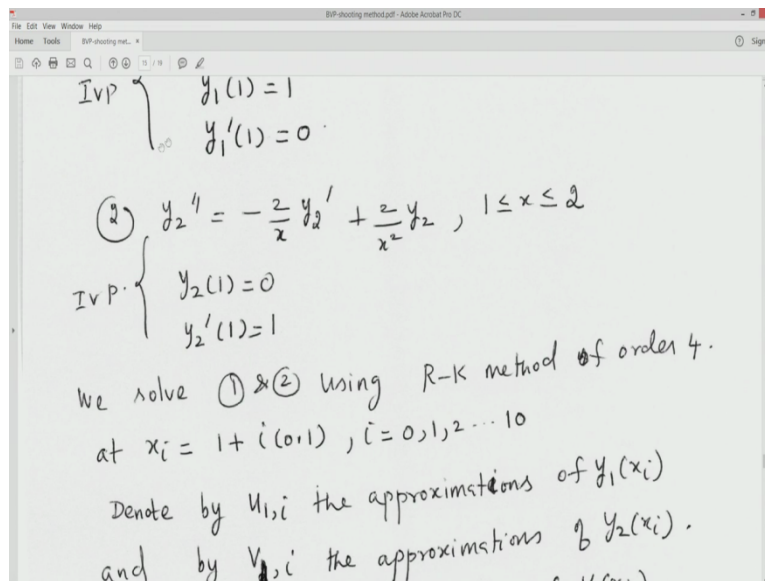 BVP-shooting method.pdf - Adobe Acrobat Pro DC
File Edit View Window Help
Home Tools BVP-shooting met... × Sign
15 / 19
IVP { y₁(1) = 1
y₁'(1) = 0
② y₂'' = -2/x y₂' + 2/x² y₂ , 1 ≤ x ≤ 2
IVP. { y₂(1) = 0
y₂'(1) = 1
We solve ① & ② using R-K method of order 4.
at xᵢ = 1 + i(0.1) , i = 0, 1, 2 ... 10
Denote by U₁,ᵢ the approximations of y₁(xᵢ)
and by V₁,ᵢ the approximations of y₂(xᵢ).